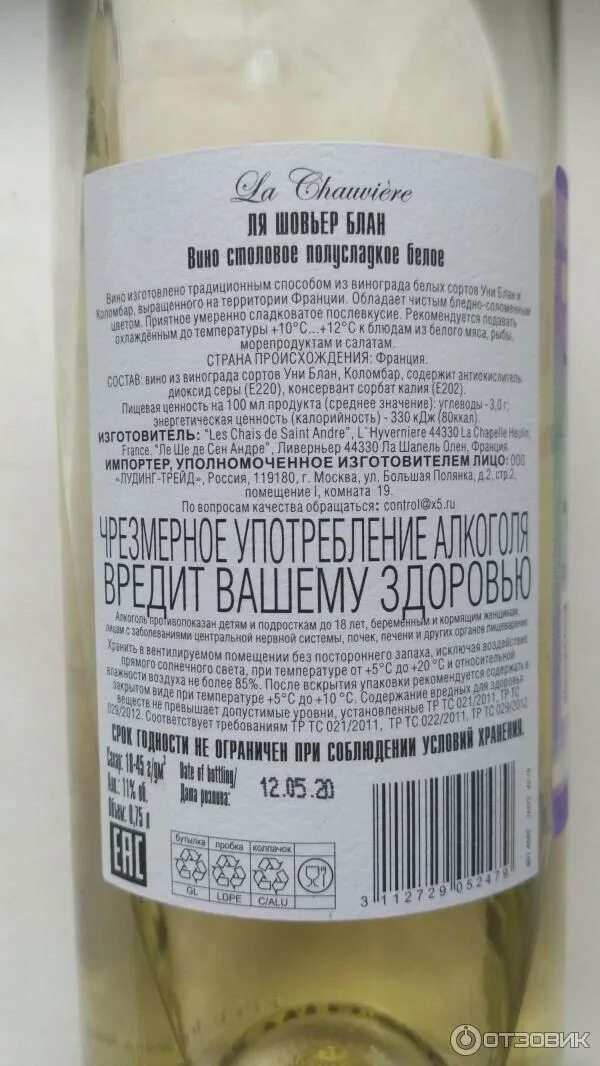 La Chauvière
ЛЯ ШОВЬЕР БЛАН
Вино столовое полусладкое белое
Вино изготовлено традиционным способом из винограда белых сортов Уни Блан и
Коломбар, выращенного на территории Франции. Обладает чистым бледно-соломенным
цветом. Приятное умеренно сладковатое послевкусие. Рекомендуется подавать
охлаждённым до температуры +10°С...+12°С к блюдам из белого мяса, рыбы,
морепродуктам и салатам.
СТРАНА ПРОИСХОЖДЕНИЯ: Франция.
СОСТАВ: вино из винограда сортов Уни Блан, Коломбар, содержит антиокислитель
диоксид серы (Е220), консервант сорбат калия (Е202).
Пищевая ценность на 100 мл продукта (среднее значение): углеводы - 3,0 г;
энергетическая ценность (калорийность) - 330 кДж (80ккал).
ИЗГОТОВИТЕЛЬ: "Les Chais de Saint Andre", L`Hyverniere 44330 La Chapelle Heulin,
France. "Ле Ше де Сен Андре", Ливерньер 44330 Ла Шапель Олен, Франция.
ИМПОРТЕР, УПОЛНОМОЧЕННОЕ ИЗГОТОВИТЕЛЕМ ЛИЦО: ООО
«ЛУДИНГ-ТРЕЙД», Россия, 119180, г. Москва, ул. Большая Полянка, д.2, стр.2,
помещение I, комната 19.
По вопросам качества обращаться: control@x5.ru
ЧРЕЗМЕРНОЕ УПОТРЕБЛЕНИЕ АЛКОГОЛЯ
ВРЕДИТ ВАШЕМУ ЗДОРОВЬЮ
Алкоголь противопоказан детям и подросткам до 18 лет, беременным и кормящим женщинам,
лицам с заболеваниями центральной нервной системы, почек, печени и других органов пищеварения.
Хранить в вентилируемом помещении без постороннего запаха, исключая воздействие
прямого солнечного света, при температуре от +5°С до +20 °С и относительной
влажности воздуха не более 85%. После вскрытия упаковки рекомендуется содержать в
закрытом виде при температуре +5°С до +10 °С. Содержание вредных для здоровья
веществ не превышает допустимые уровни, установленные ТР ТС 021/2011, ТР ТС
029/2012. Соответствует требованиям ТР ТС 021/2011, ТР ТС 022/2011, ТР ТС 029/2012.
СРОК ГОДНОСТИ НЕ ОГРАНИЧЕН ПРИ СОБЛЮДЕНИИ УСЛОВИЙ ХРАНЕНИЯ.
Сахар: 18-45 г/дм³
Алк.: 11% об.
Объем: 0,75 л
Date of bottling/
Дата розлива:
12.05.20
EAC
бутылка пробка колпачок
GL LDPE C/ALU
3 112729 052479
ОТЗОВИК